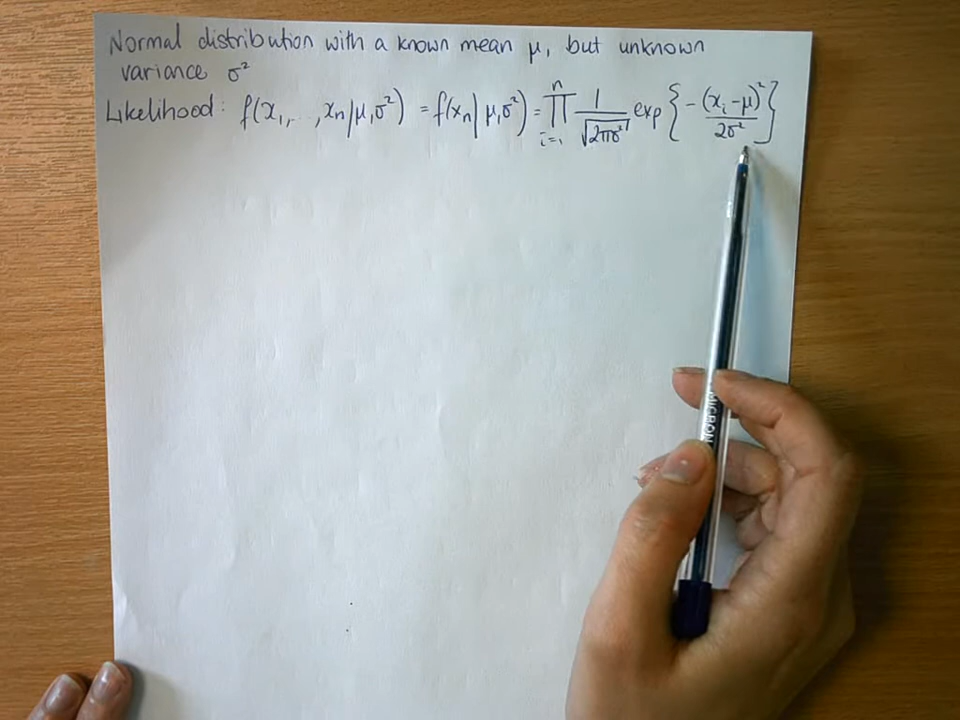 Normal distribution with a known mean μ, but unknown
variance σ²
Likelihood: f(x₁,...,xₙ|μ,σ²) = f(xₙ|μ,σ²) = ∏ᵢ₌₁ⁿ 1/√(2πσ²) exp{-(xᵢ-μ)²/2σ²}
MICRON